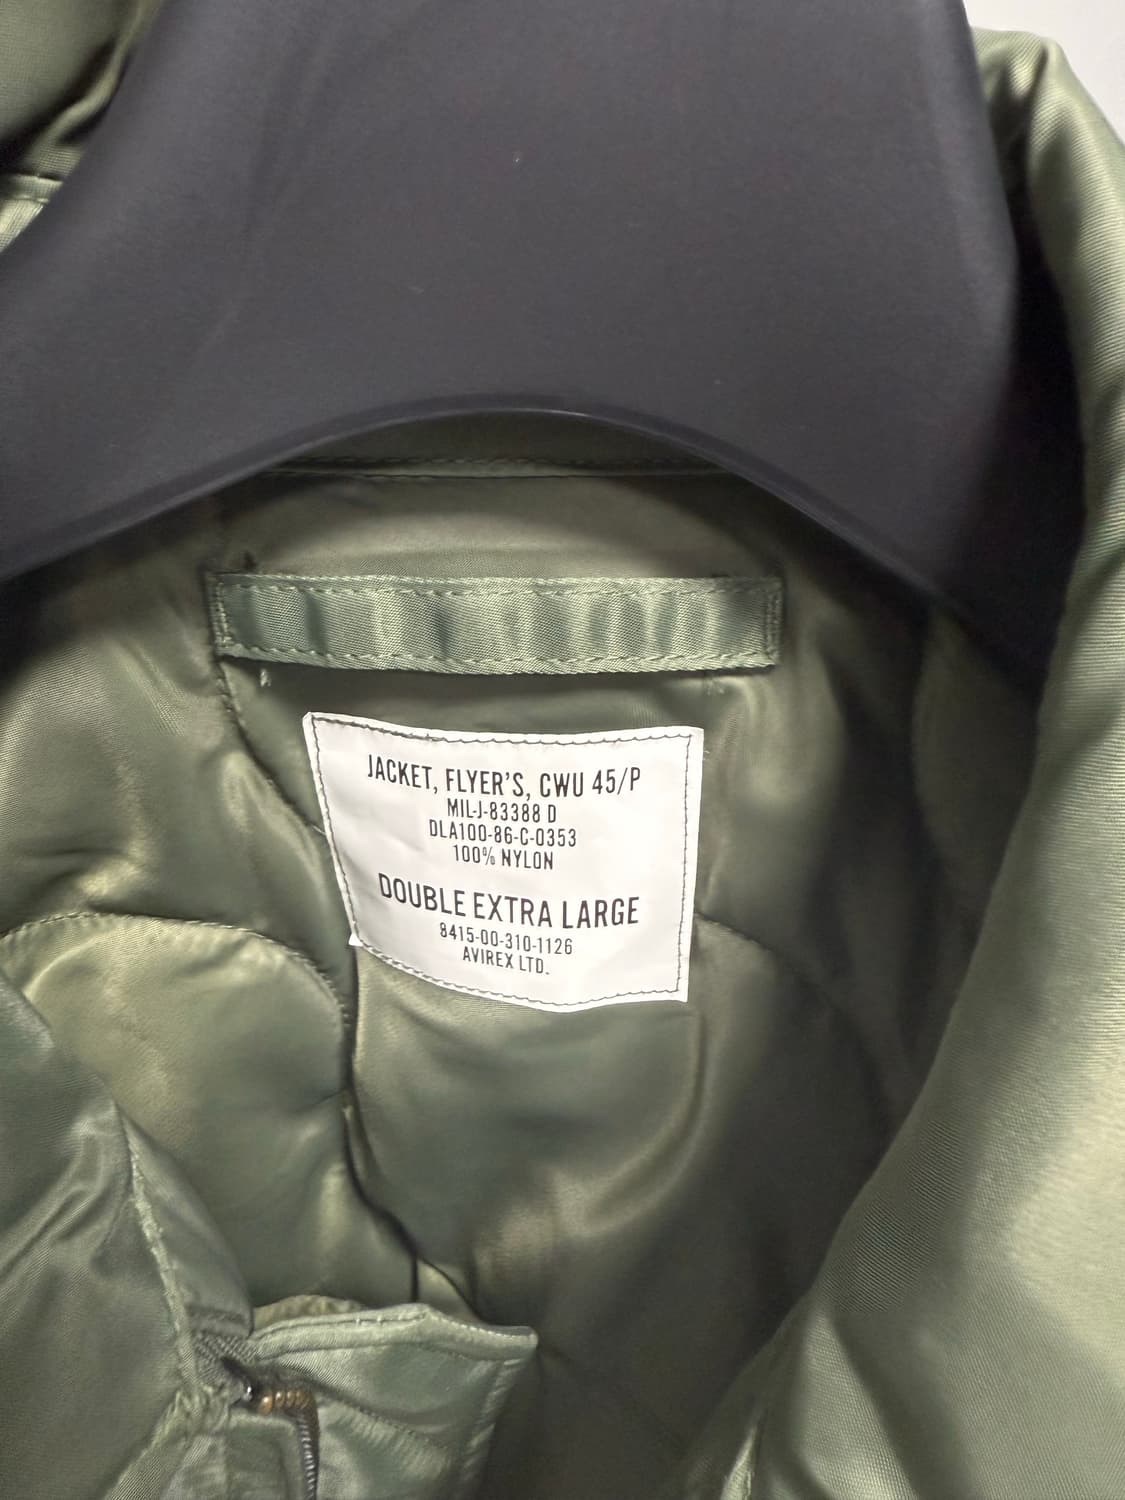 JACKET, FLYER'S, CWU 45/P
MIL-J-83388 D
DLA100-86-C-0353
100% NYLON
DOUBLE EXTRA LARGE
8415-00-310-1126
AVIREX LTD.